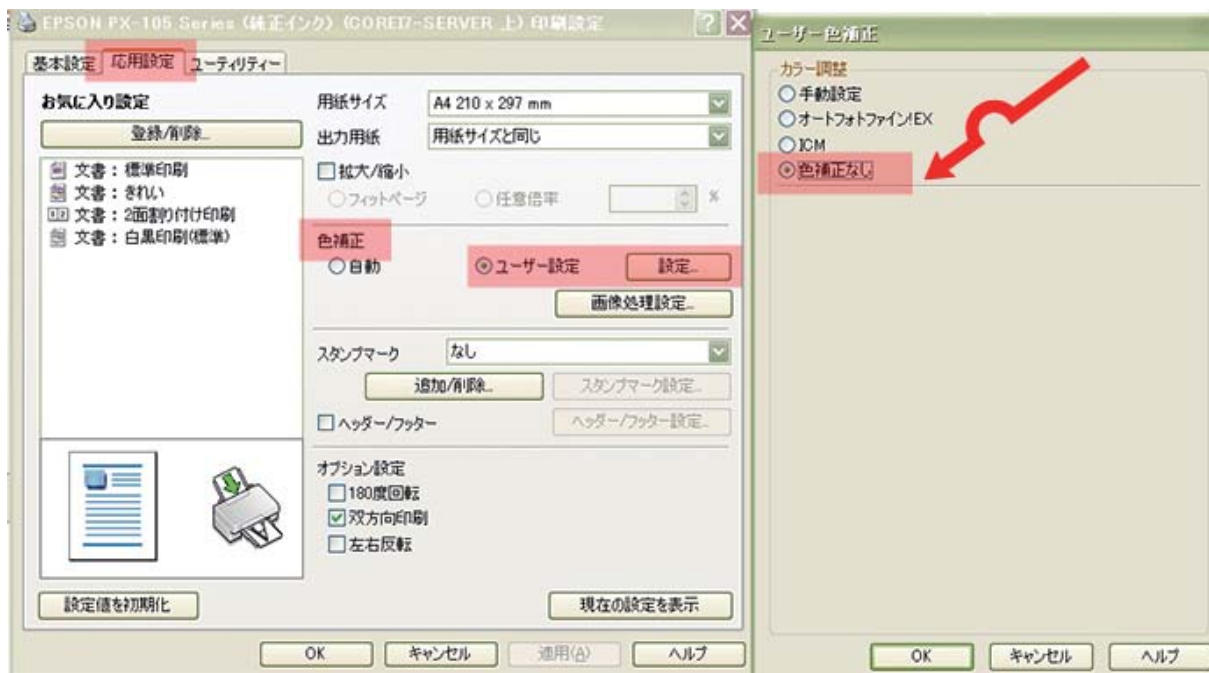 EPSON PX-105 Series (純正インク) (COREI7-SERVER 上) 印刷設定
基本設定 応用設定 ユーティリティー
お気に入り設定
登録/削除...
文書：標準印刷
文書：きれい
文書：2面割り付け印刷
文書：白黒印刷(標準)
用紙サイズ A4 210 x 297 mm
出力用紙 用紙サイズと同じ
拡大/縮小
フィットページ 任意倍率 %
色補正
自動 ユーザー設定 設定...
画像処理設定...
スタンプマーク なし
追加/削除... スタンプマーク設定...
ヘッダー/フッター ヘッダー/フッター設定...
オプション設定
180度回転
双方向印刷
左右反転
設定値を初期化 現在の設定を表示
OK キャンセル 適用(A) ヘルプ
ユーザー色補正
カラー調整
手動設定
オートフォトファイン!EX
ICM
色補正なし
OK キャンセル ヘルプ